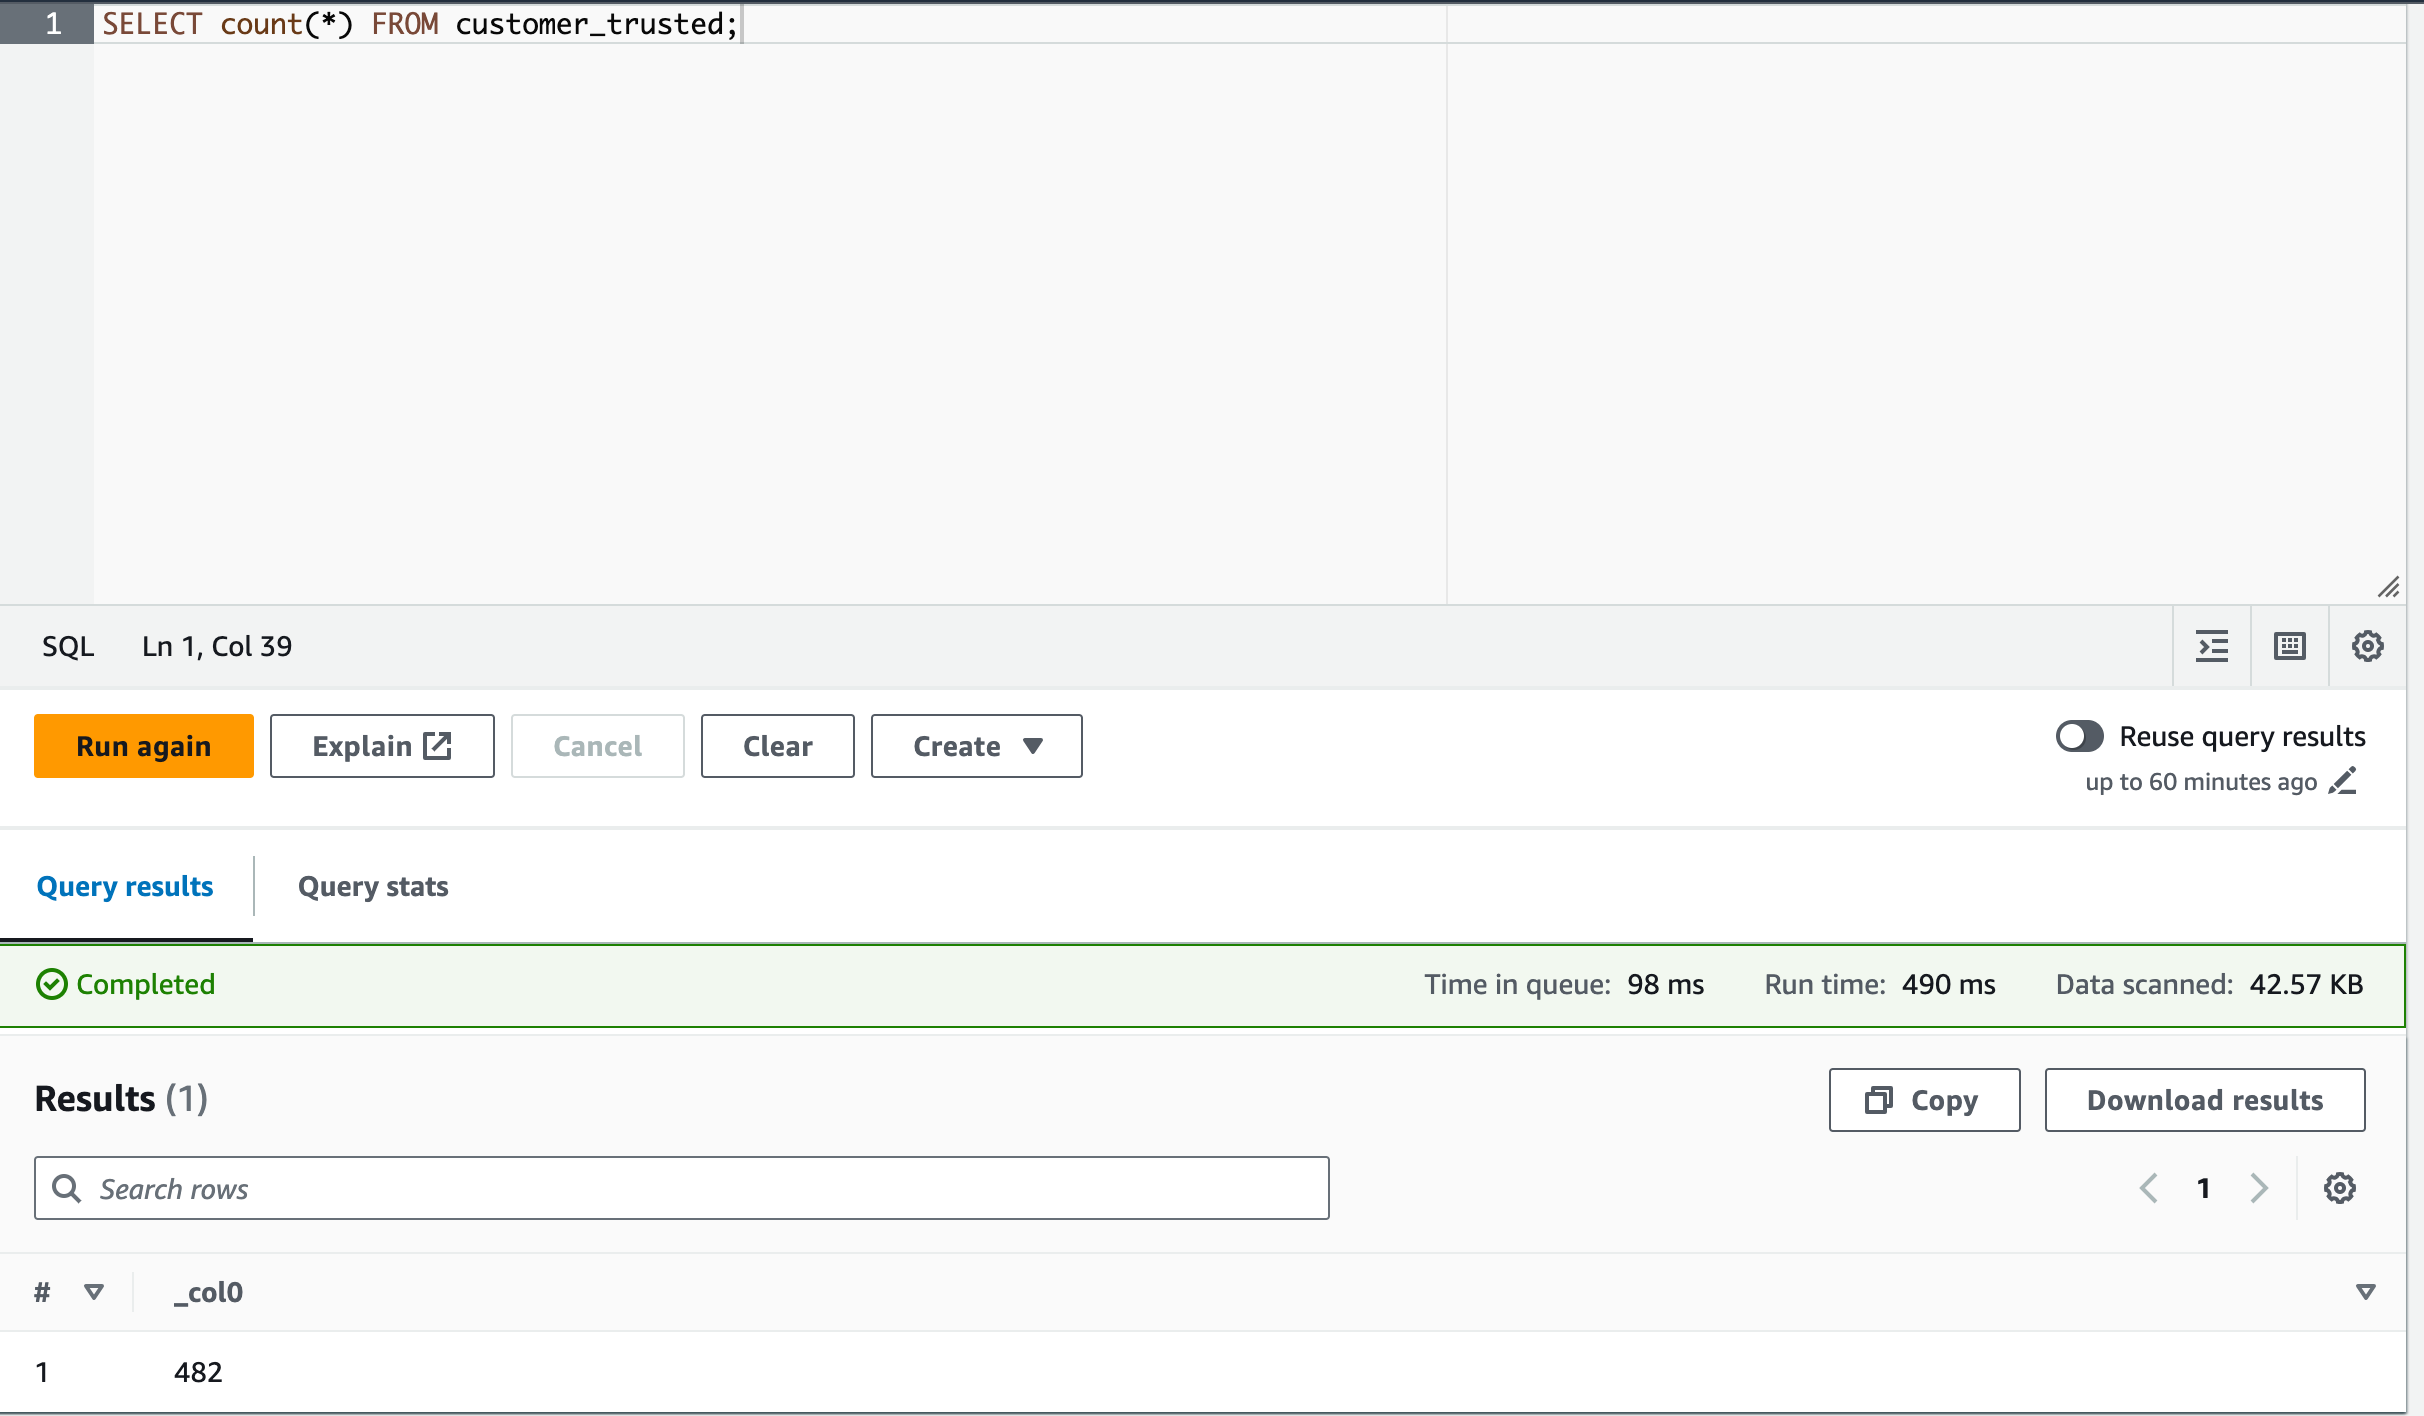 1 SELECT count(*) FROM customer_trusted;
SQL Ln 1, Col 39
Run again Explain Cancel Clear Create Reuse query results
up to 60 minutes ago
Query results Query stats
Completed Time in queue: 98 ms Run time: 490 ms Data scanned: 42.57 KB
Results (1) Copy Download results
Search rows 1
# _col0
1 482